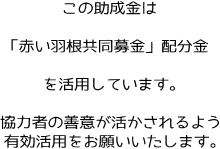 この助成金は
「赤い羽根共同募金」配分金
を活用しています。
協力者の善意が活かされるよう
有効活用をお願いいたします。